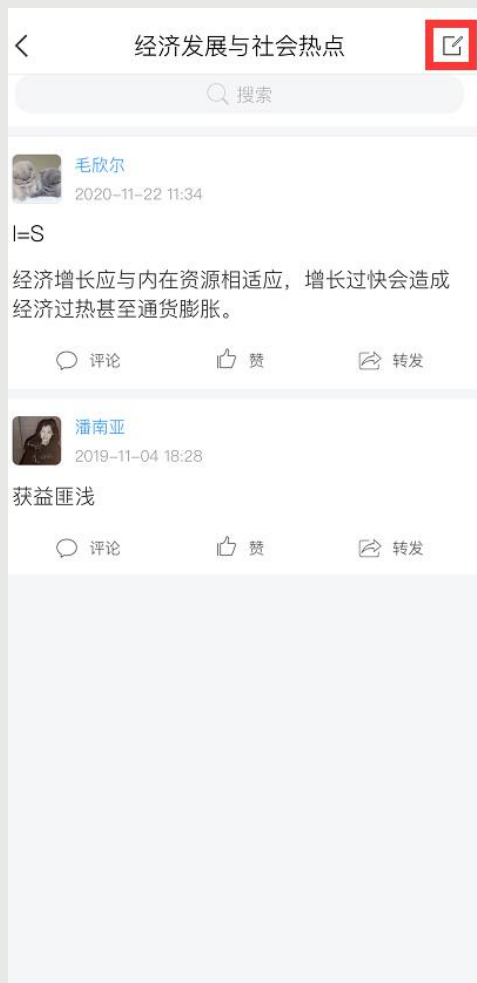 经济发展与社会热点
搜索
毛欣尔
2020-11-22 11:34
I=S
经济增长应与内在资源相适应，增长过快会造成
经济过热甚至通货膨胀。
评论 赞 转发
潘南亚
2019-11-04 18:28
获益匪浅
评论 赞 转发